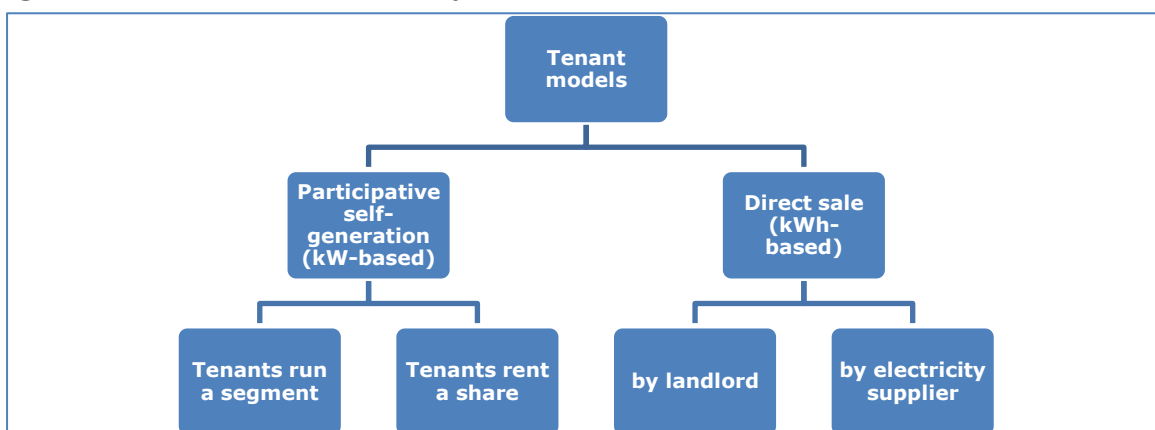 Tenant
models
Participative
self-
generation
(kW-based)
Direct sale
(kWh-
based)
Tenants run
a segment
Tenants rent
a share
by landlord
by electricity
supplier